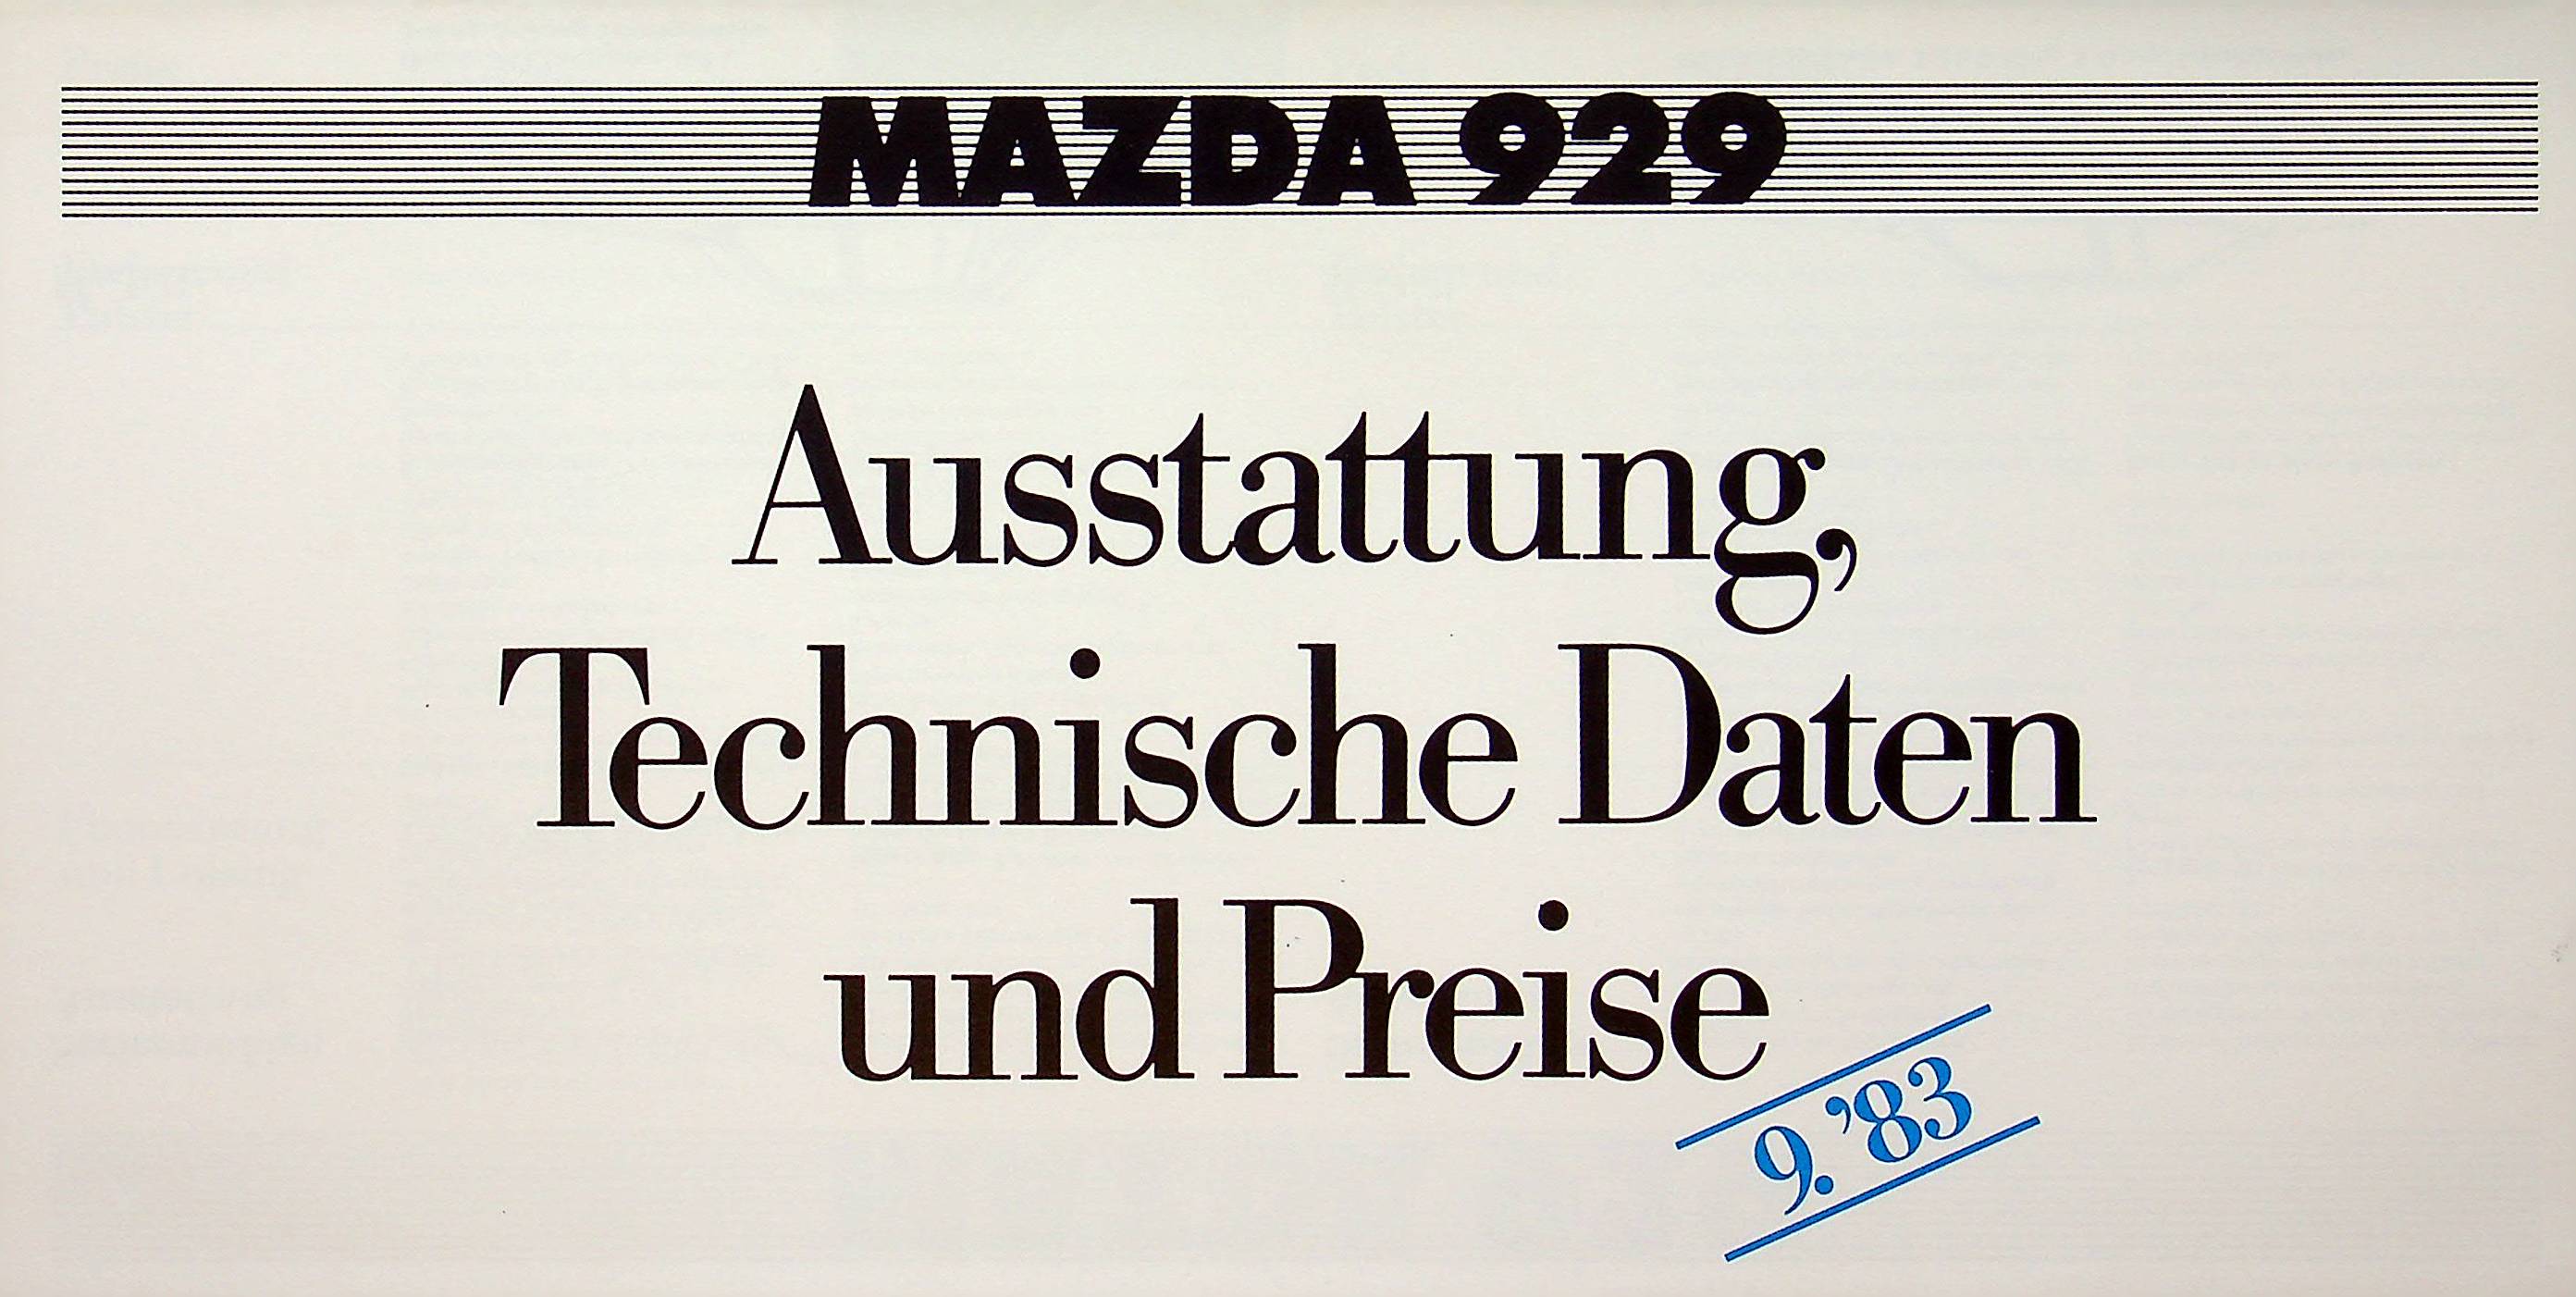 MAZDA 929
Ausstattung,
Technische Daten
und Preise
9.'83